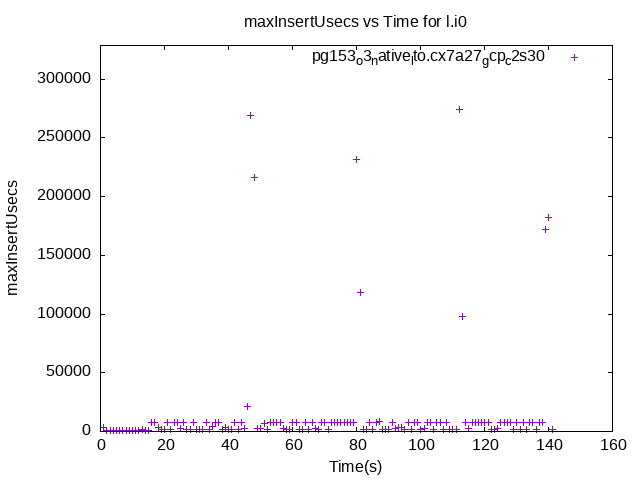 maxInsertUsecs vs Time for l.i0
pg153o3native_lto.cx7a27gcpc2s30
300000
250000
200000
150000
100000
50000
0
maxInsertUsecs
0 20 40 60 80 100 120 140 160
Time(s)